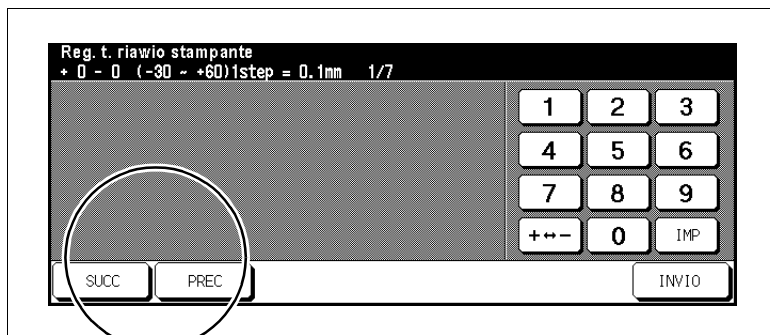 Reg. t. riavvio stampante
+ 0 - 0 (-30 ~ +60)1step = 0.1mm 1/7
1 2 3
4 5 6
7 8 9
+↔− 0 IMP
SUCC PREC INVIO